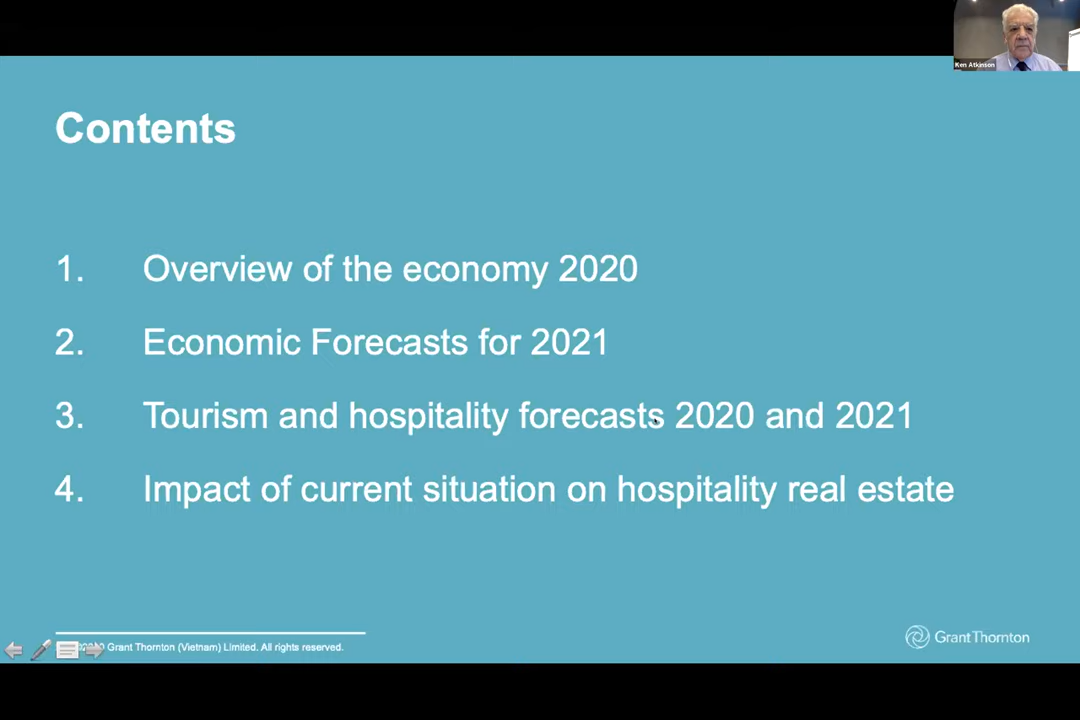 Ken Atkinson
Contents
1. Overview of the economy 2020
2. Economic Forecasts for 2021
3. Tourism and hospitality forecasts 2020 and 2021
4. Impact of current situation on hospitality real estate
Grant Thornton (Vietnam) Limited. All rights reserved.
GrantThornton